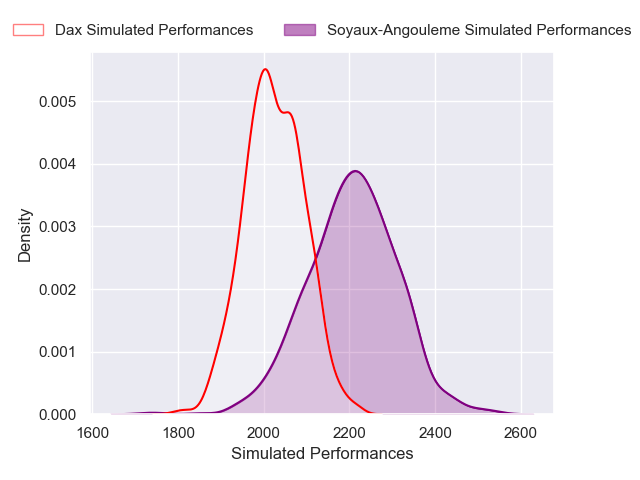 Dax Simulated Performances Soyaux-Angouleme Simulated Performances
0.005
0.004
0.003
0.002
0.001
0.000
Density
1600 1800 2000 2200 2400 2600
Simulated Performances